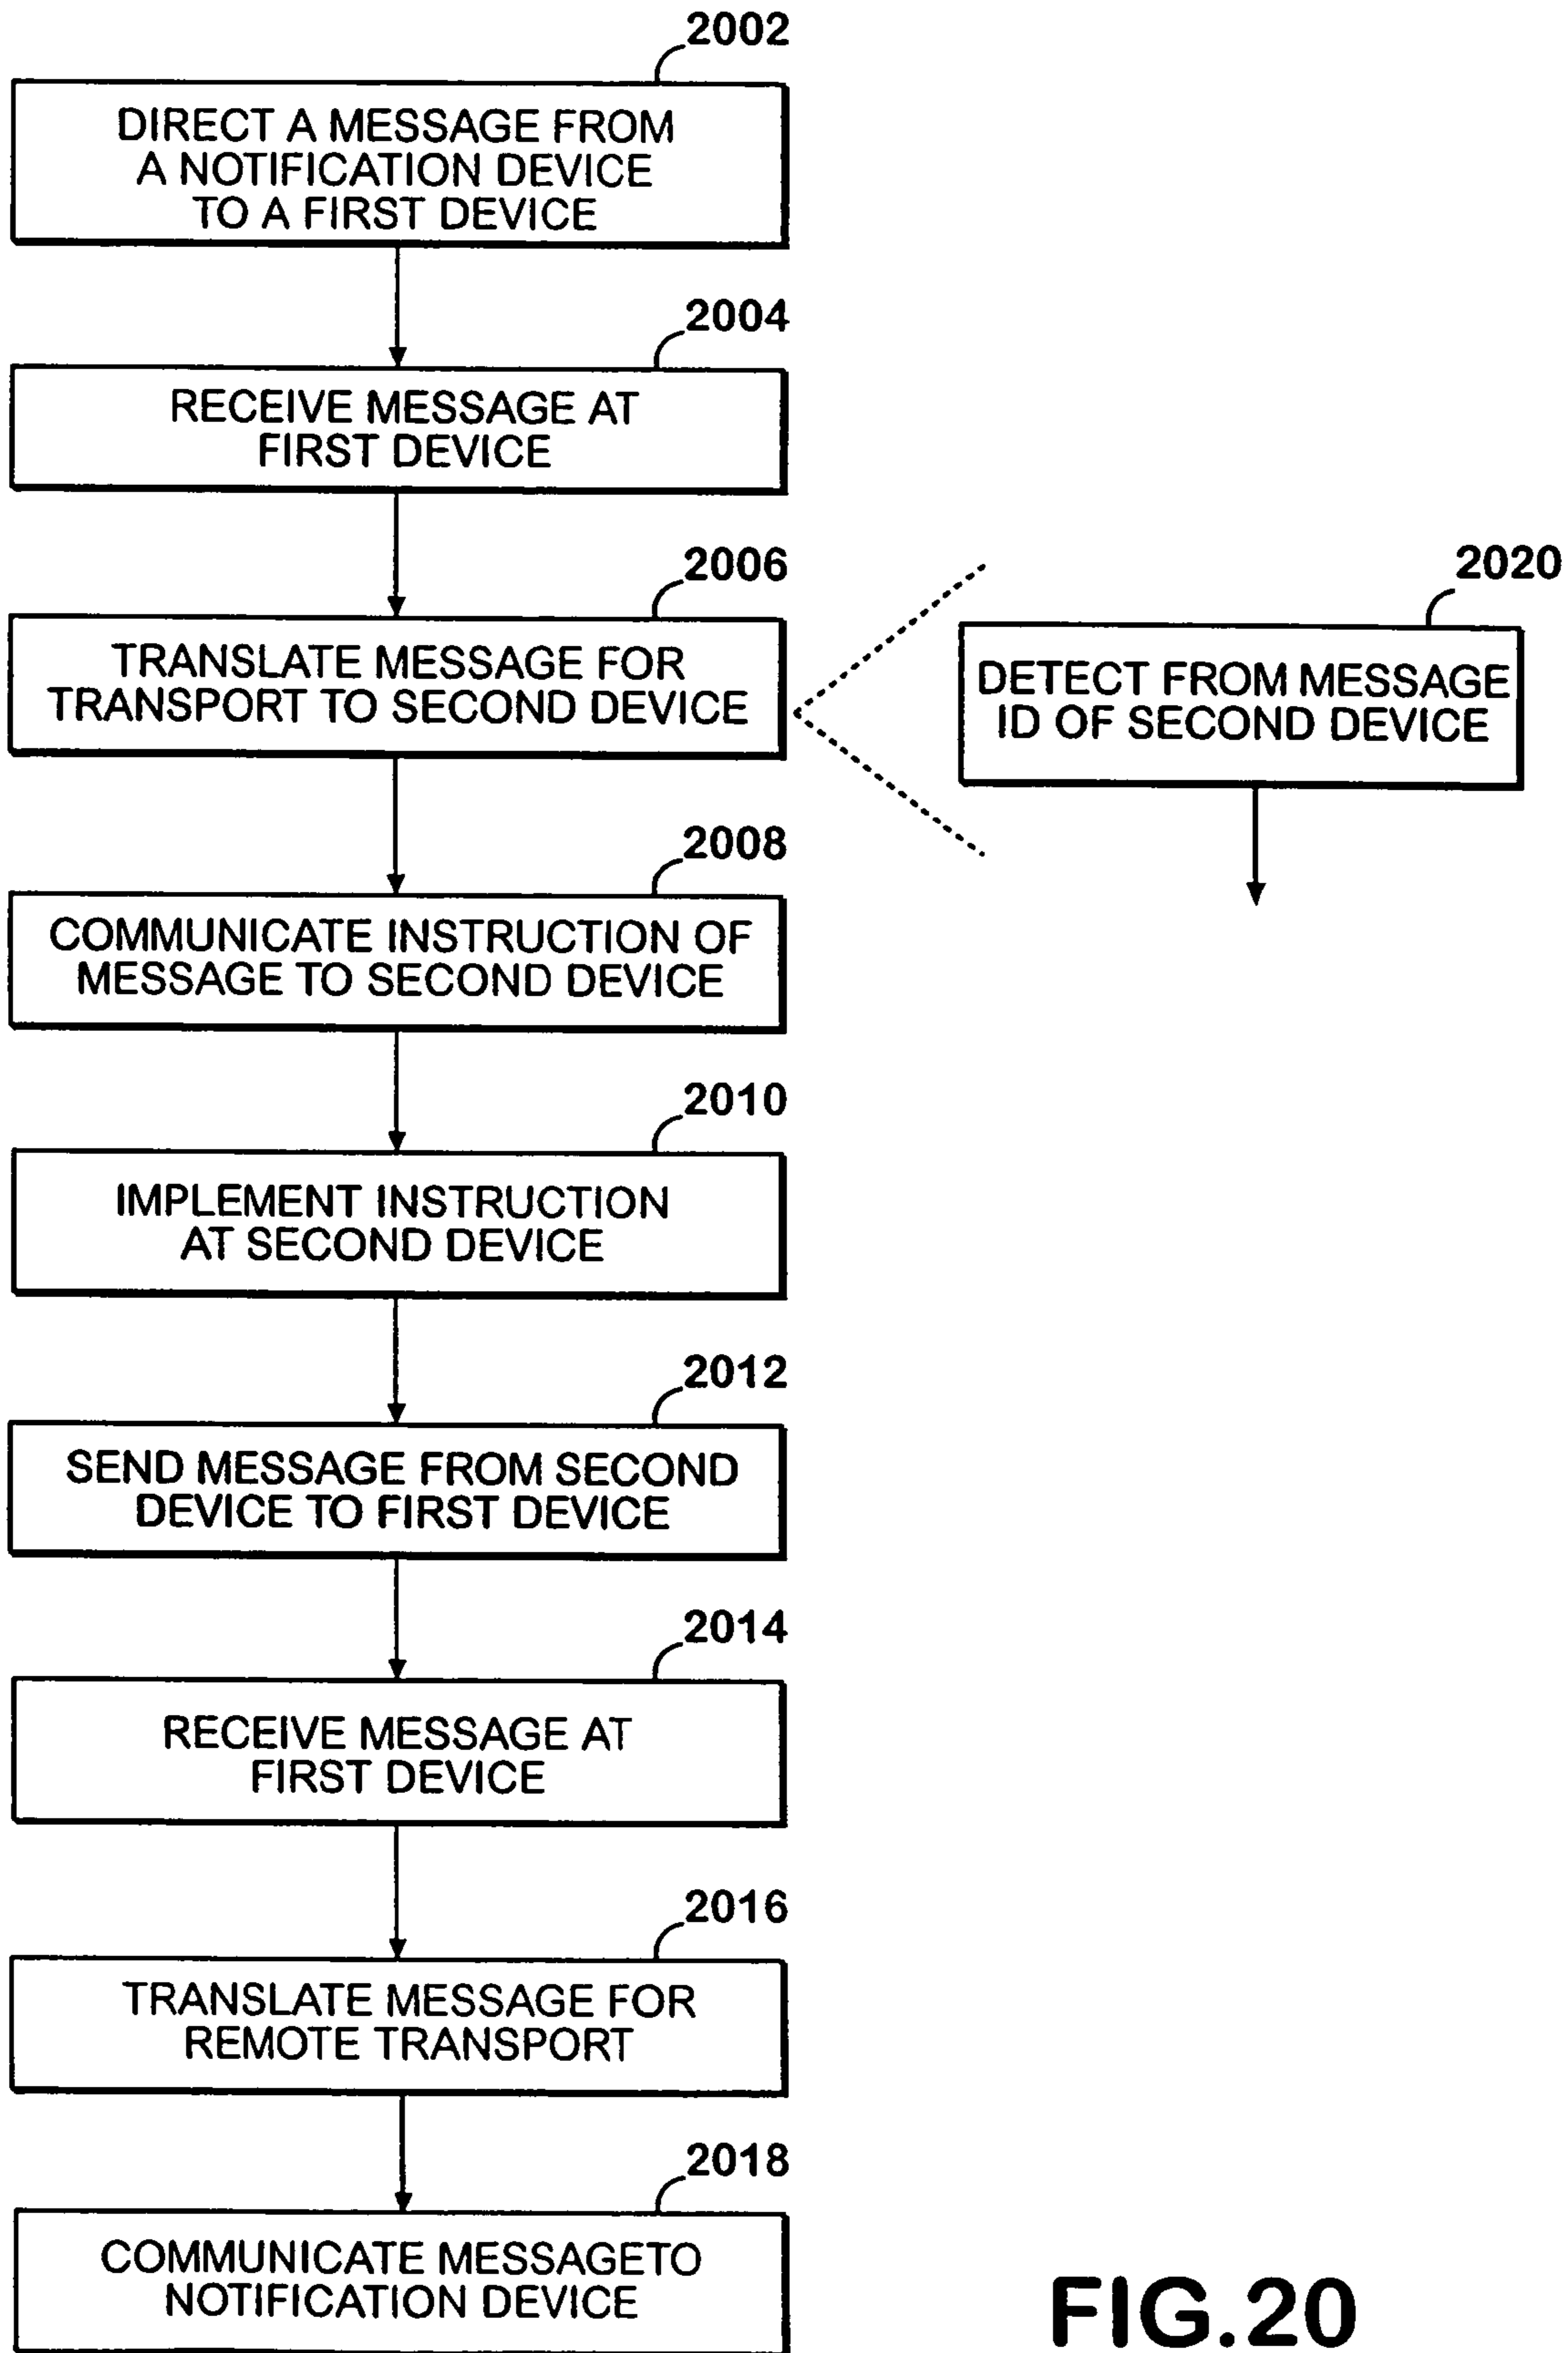 2002
DIRECT A MESSAGE FROM
A NOTIFICATION DEVICE
TO A FIRST DEVICE
2004
RECEIVE MESSAGE AT
FIRST DEVICE
2006
TRANSLATE MESSAGE FOR
TRANSPORT TO SECOND DEVICE
2020
DETECT FROM MESSAGE
ID OF SECOND DEVICE
2008
COMMUNICATE INSTRUCTION OF
MESSAGE TO SECOND DEVICE
2010
IMPLEMENT INSTRUCTION
AT SECOND DEVICE
2012
SEND MESSAGE FROM SECOND
DEVICE TO FIRST DEVICE
2014
RECEIVE MESSAGE AT
FIRST DEVICE
2016
TRANSLATE MESSAGE FOR
REMOTE TRANSPORT
2018
COMMUNICATE MESSAGETO
NOTIFICATION DEVICE
FIG.20